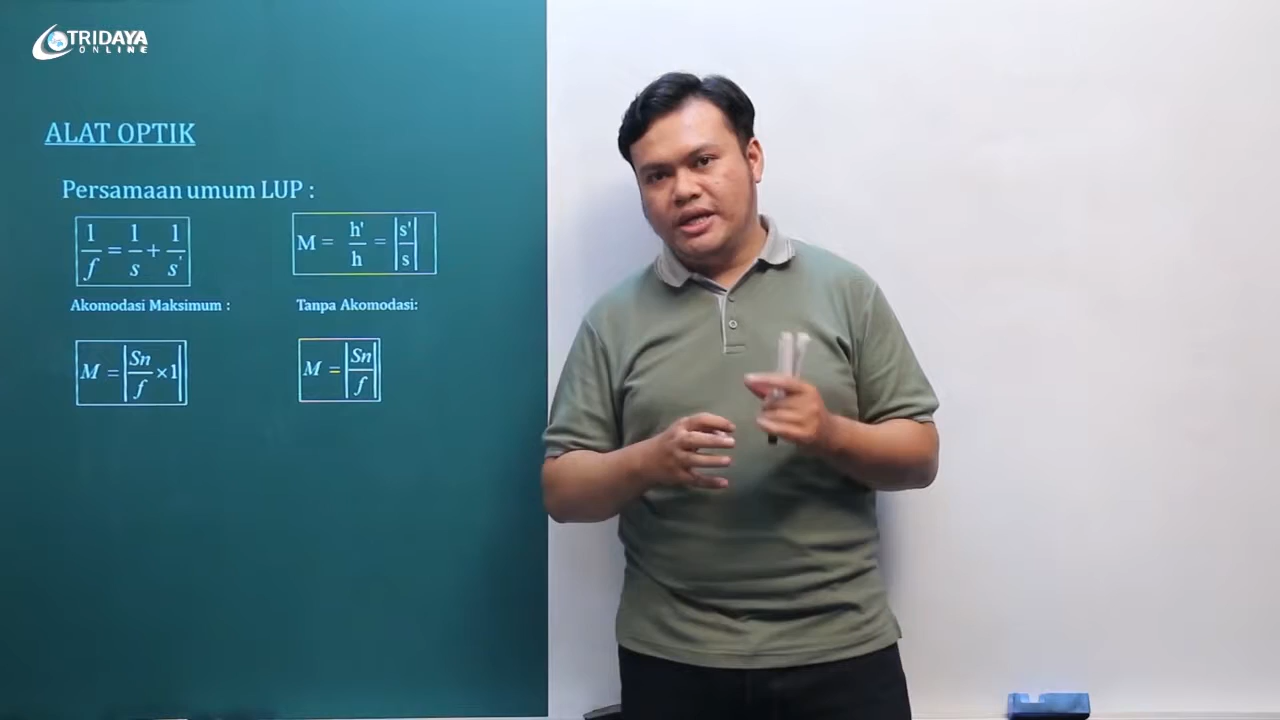 TRIDAYA
ONLINE
ALAT OPTIK
Persamaan umum LUP :
1/f = 1/s + 1/s'
M = h'/h = |s'/s|
Akomodasi Maksimum :
Tanpa Akomodasi:
M = |Sn/f × 1|
M = |Sn/f|